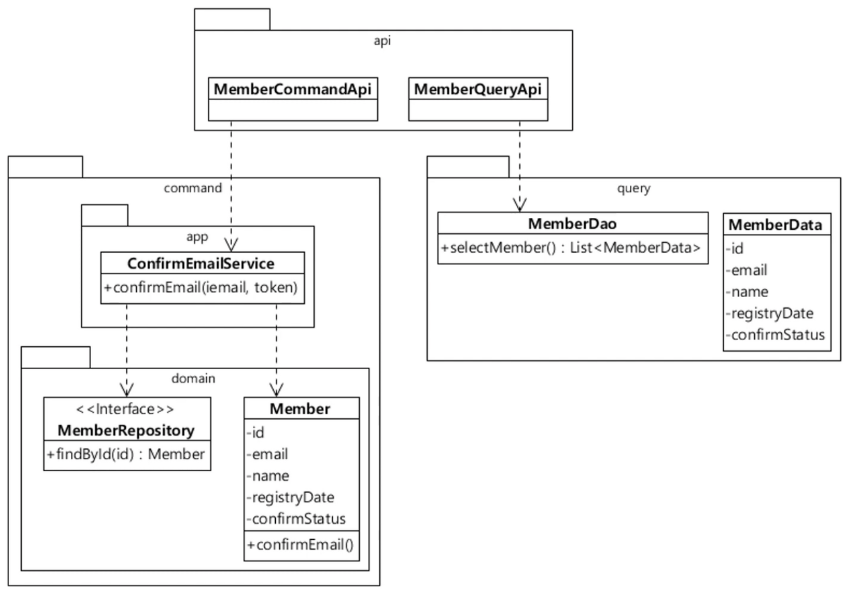 api
MemberCommandApi
MemberQueryApi
command
app
ConfirmEmailService
+confirmEmail(iemail, token)
domain
<<Interface>>
MemberRepository
+findById(id) : Member
Member
-id
-email
-name
-registryDate
-confirmStatus
+confirmEmail()
query
MemberDao
+selectMember() : List<MemberData>
MemberData
-id
-email
-name
-registryDate
-confirmStatus